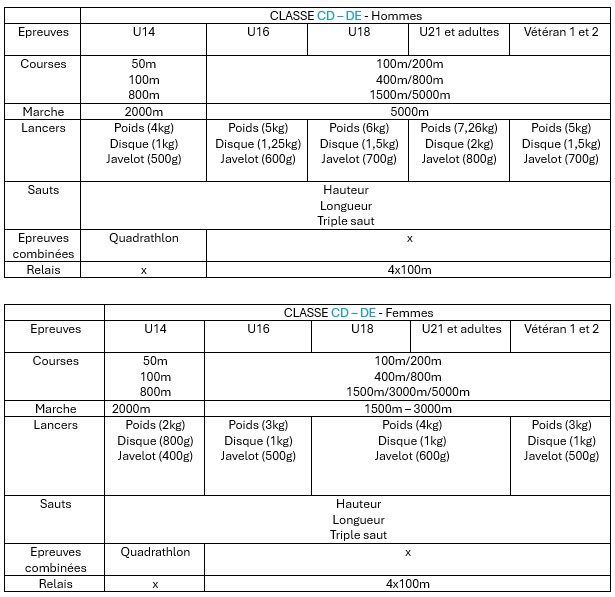 CLASSE CD – DE - Hommes
Epreuves U14 U16 U18 U21 et adultes Vétéran 1 et 2
Courses 50m 100m/200m
100m 400m/800m
800m 1500m/5000m
Marche 2000m 5000m
Lancers Poids (4kg) Poids (5kg) Poids (6kg) Poids (7,26kg) Poids (5kg)
Disque (1kg) Disque (1,25kg) Disque (1,5kg) Disque (2kg) Disque (1,5kg)
Javelot (500g) Javelot (600g) Javelot (700g) Javelot (800g) Javelot (700g)
Sauts Hauteur
Longueur
Triple saut
Epreuves Quadrathlon x
combinées
Relais x 4x100m
CLASSE CD – DE - Femmes
Epreuves U14 U16 U18 U21 et adultes Vétéran 1 et 2
Courses 50m 100m/200m
100m 400m/800m
800m 1500m/3000m/5000m
Marche 2000m 1500m – 3000m
Lancers Poids (2kg) Poids (3kg) Poids (4kg) Poids (3kg)
Disque (800g) Disque (1kg) Disque (1kg) Disque (1kg)
Javelot (400g) Javelot (500g) Javelot (600g) Javelot (500g)
Sauts Hauteur
Longueur
Triple saut
Epreuves Quadrathlon x
combinées
Relais x 4x100m